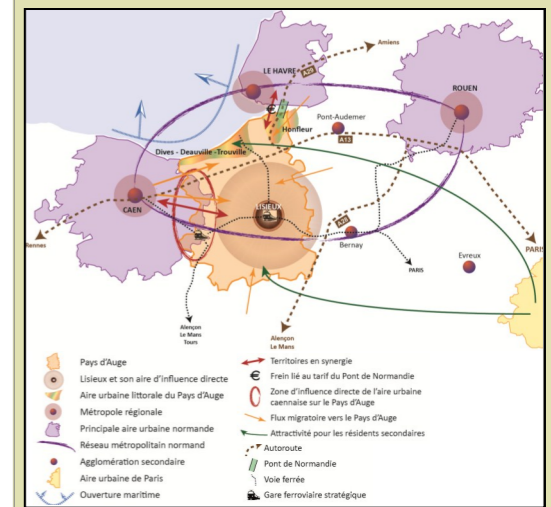 Amiens
A29
LE HAVRE
ROUEN
Pont-Audemer
Honfleur
A13
Dives - Deauville - Trouville
CAEN
LISIEUX
Rennes
A28
Bernay
PARIS
PARIS
Evreux
Alençon
Le Mans
Tours
Alençon
Le Mans
Pays d'Auge
Lisieux et son aire d'influence directe
Aire urbaine littorale du Pays d'Auge
Métropole régionale
Principale aire urbaine normande
Réseau métropolitain normand
Agglomération secondaire
Aire urbaine de Paris
Ouverture maritime
Territoires en synergie
€ Frein lié au tarif du Pont de Normandie
Zone d'influence directe de l'aire urbaine
caennaise sur le Pays d'Auge
Flux migratoire vers le Pays d'Auge
Attractivité pour les résidents secondaires
Autoroute
Pont de Normandie
Voie ferrée
Gare ferroviaire stratégique